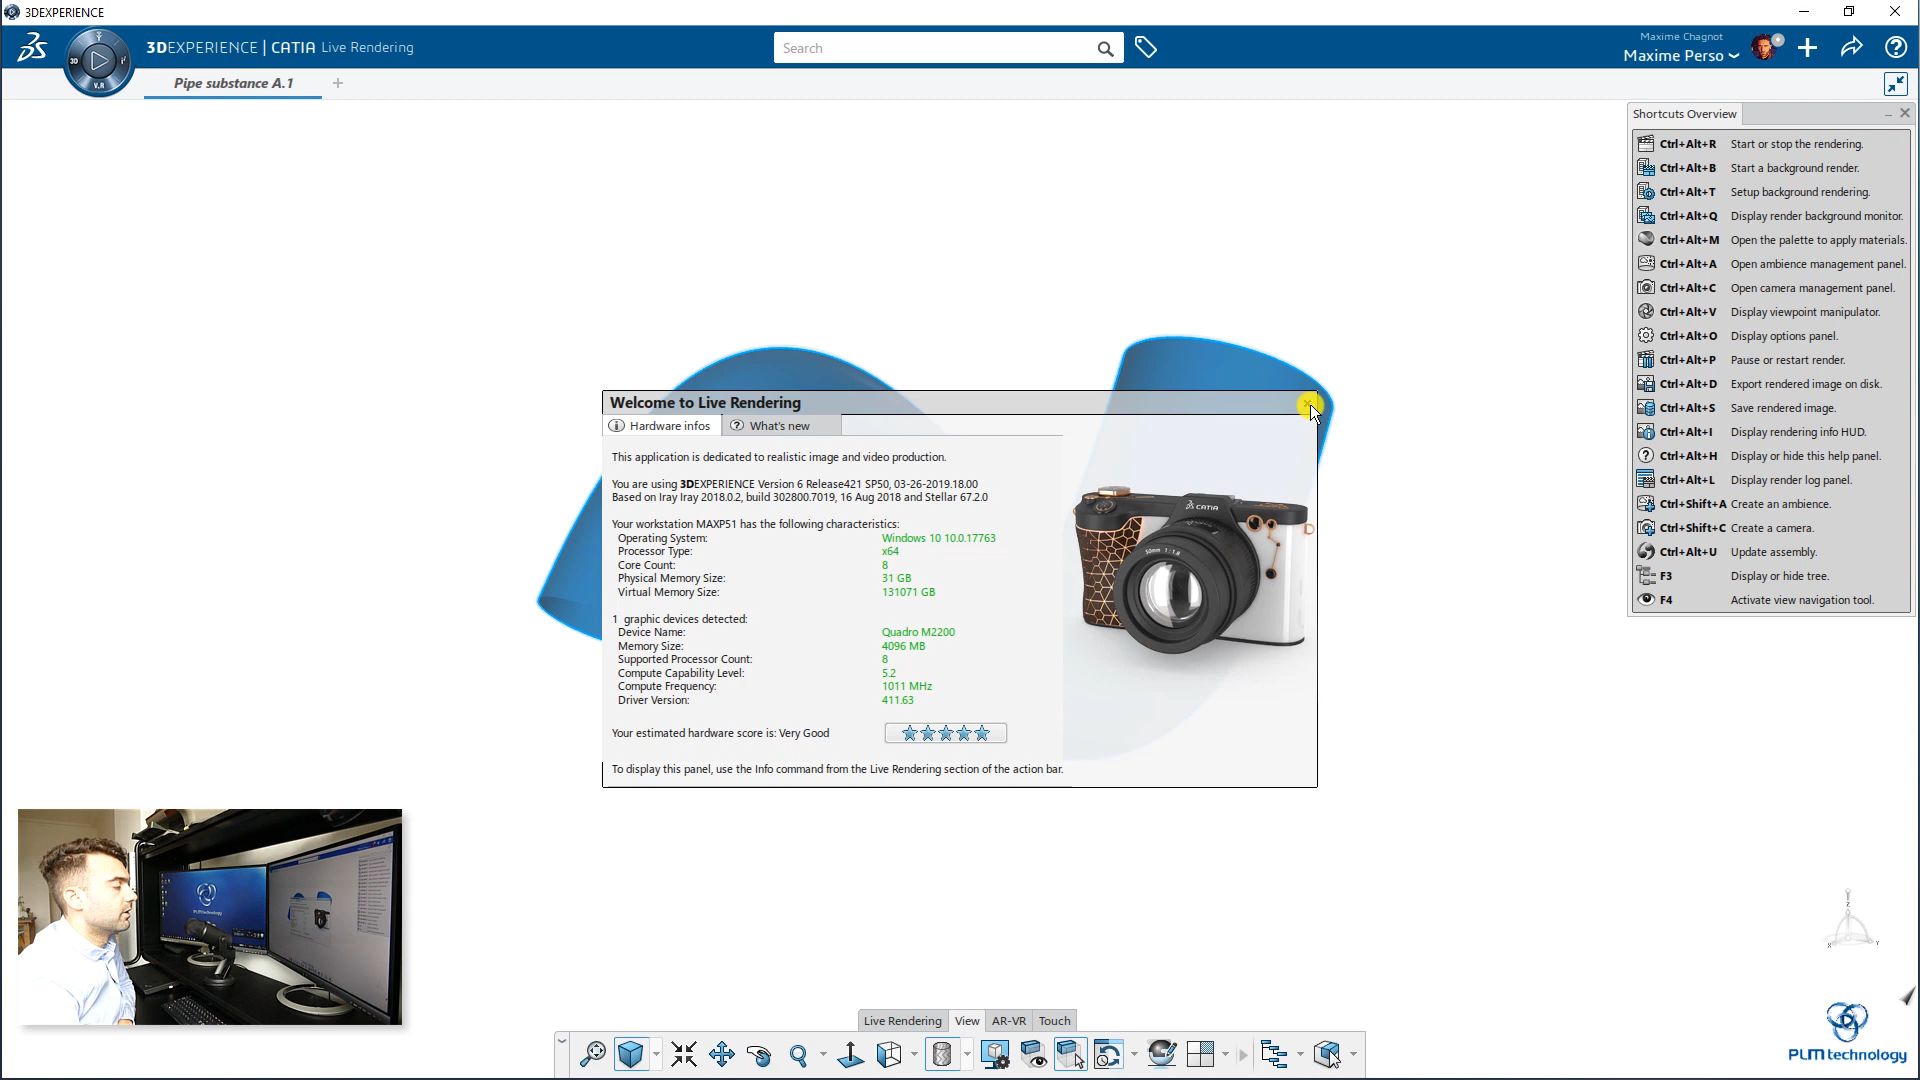 3DEXPERIENCE
3DEXPERIENCE | CATIA Live Rendering
Search
Maxime Chagnot
Maxime Perso
3D
V.R
Pipe substance A.1
Shortcuts Overview
Ctrl+Alt+R Start or stop the rendering.
Ctrl+Alt+B Start a background render.
Ctrl+Alt+T Setup background rendering.
Ctrl+Alt+Q Display render background monitor.
Ctrl+Alt+M Open the palette to apply materials.
Ctrl+Alt+A Open ambience management panel.
Ctrl+Alt+C Open camera management panel.
Ctrl+Alt+V Display viewpoint manipulator.
Ctrl+Alt+O Display options panel.
Ctrl+Alt+P Pause or restart render.
Ctrl+Alt+D Export rendered image on disk.
Ctrl+Alt+S Save rendered image.
Ctrl+Alt+I Display rendering info HUD.
Ctrl+Alt+H Display or hide this help panel.
Ctrl+Alt+L Display render log panel.
Ctrl+Shift+A Create an ambience.
Ctrl+Shift+C Create a camera.
Ctrl+Alt+U Update assembly.
F3 Display or hide tree.
F4 Activate view navigation tool.
Welcome to Live Rendering
Hardware infos
What's new
This application is dedicated to realistic image and video production.
You are using 3DEXPERIENCE Version 6 Release421 SP50, 03-26-2019.18.00
Based on Iray Iray 2018.0.2, build 302800.7019, 16 Aug 2018 and Stellar 67.2.0
Your workstation MAXP51 has the following characteristics:
Operating System: Windows 10 10.0.17763
Processor Type: x64
Core Count: 8
Physical Memory Size: 31 GB
Virtual Memory Size: 131071 GB
1 graphic devices detected:
Device Name: Quadro M2200
Memory Size: 4096 MB
Supported Processor Count: 8
Compute Capability Level: 5.2
Compute Frequency: 1011 MHz
Driver Version: 411.63
Your estimated hardware score is: Very Good
To display this panel, use the Info command from the Live Rendering section of the action bar.
CATIA
50mm 1:1.8
PLMtechnology
Z
X
Y
Live Rendering
View
AR-VR
Touch
PLMtechnology